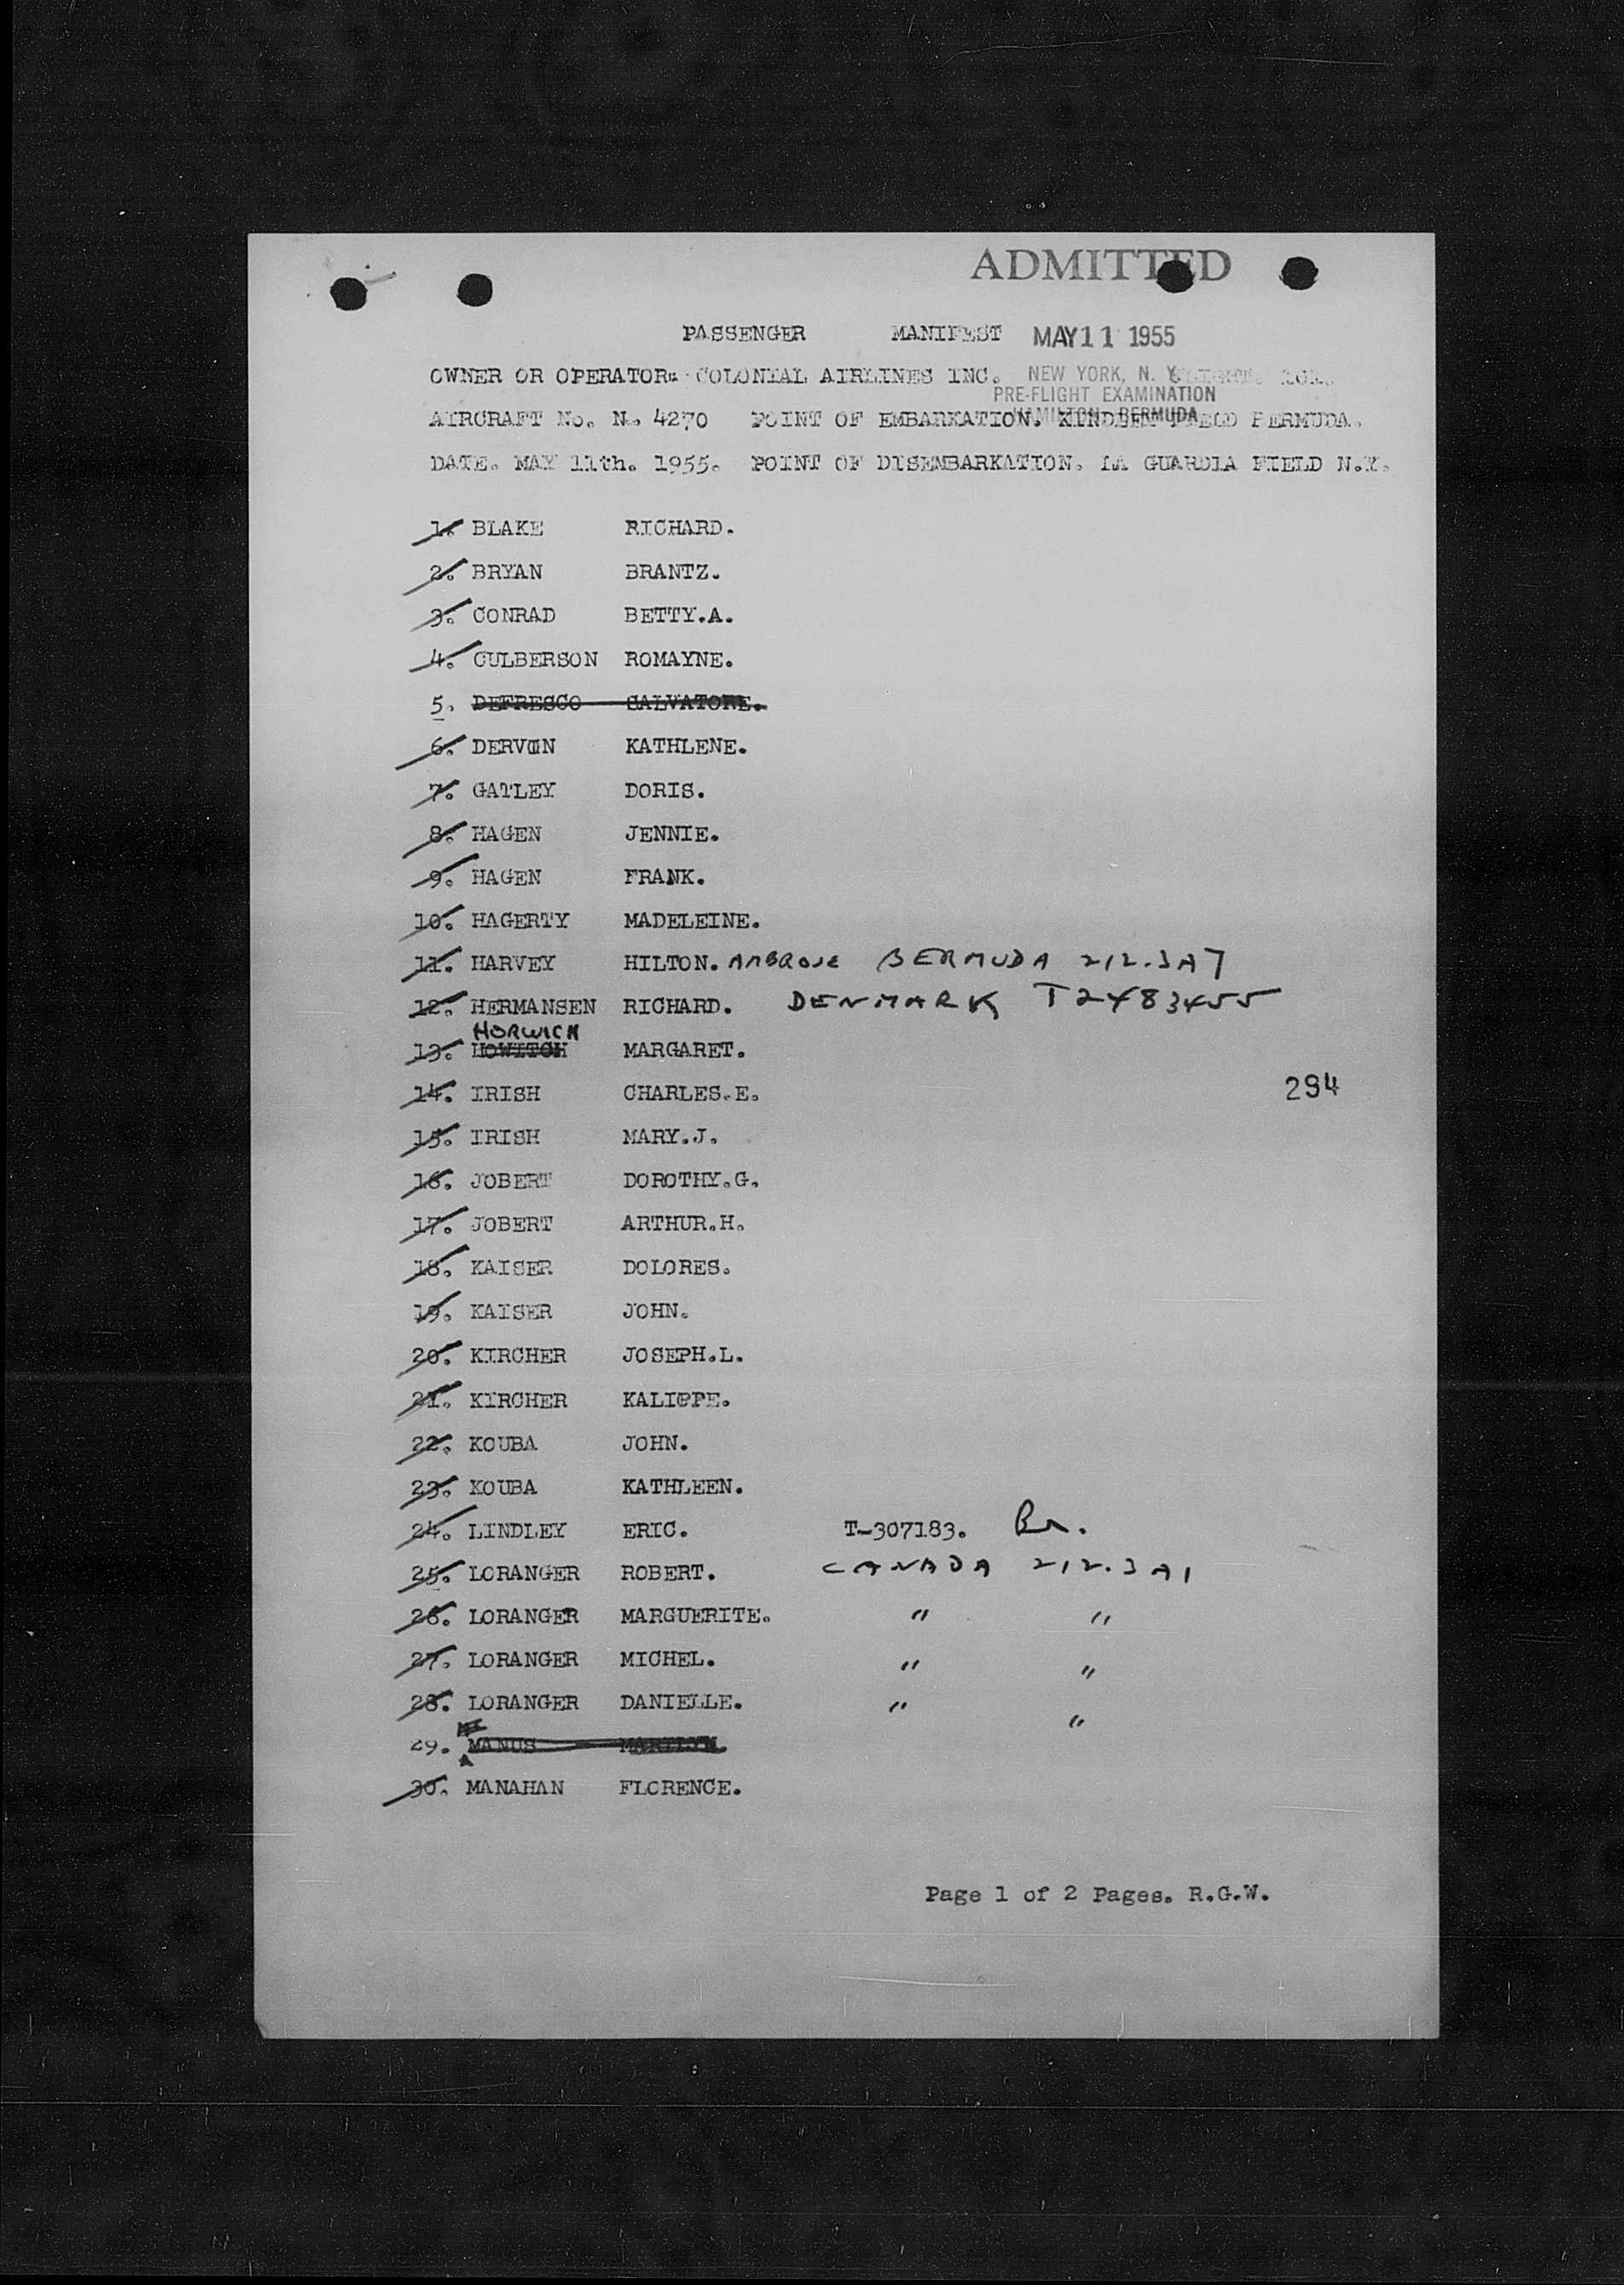 ADMITTED
PASSENGER MANIFEST MAY 11 1955
OWNER OR OPERATOR: COLONIAL AIRLINES INC. NEW YORK, N. Y.
PRE-FLIGHT EXAMINATION
HAMILTON, BERMUDA
AIRCRAFT No. N. 4270 POINT OF EMBARKATION. KINDLEY FIELD BERMUDA.
DATE. MAY 11th. 1955. POINT OF DISEMBARKATION. LA GUARDIA FIELD N.Y.
1. BLAKE RICHARD.
2. BRYAN BRANTZ.
3. CONRAD BETTY.A.
4. CULBERSON ROMAYNE.
5. DEFRESCO SALVATORE.
6. DERVIN KATHLENE.
7. GATLEY DORIS.
8. HAGEN JENNIE.
9. HAGEN FRANK.
10. HAGERTY MADELEINE.
11. HARVEY HILTON. AMBROSE BERMUDA 212.3A7
12. HERMANSEN RICHARD. DENMARK T2483455
HORWICH
13. HOWITCH MARGARET.
14. IRISH CHARLES.E. 294
15. IRISH MARY.J.
16. JOBERT DOROTHY.G.
17. JOBERT ARTHUR.H.
18. KAISER DOLORES.
19. KAISER JOHN.
20. KIRCHER JOSEPH.L.
21. KIRCHER
22. KOUBA JOHN.
23. KOUBA KATHLEEN.
24. LINDLEY ERIC. T-307183. Br.
25. LORANGER ROBERT. CANADA 212.3A1
26. LORANGER MARGUERITE. " "
27. LORANGER MICHEL. " "
28. LORANGER DANIELLE. " "
29. MANUS MARILYN.
30. MANAHAN FLORENCE.
Page 1 of 2 Pages. R.G.W.